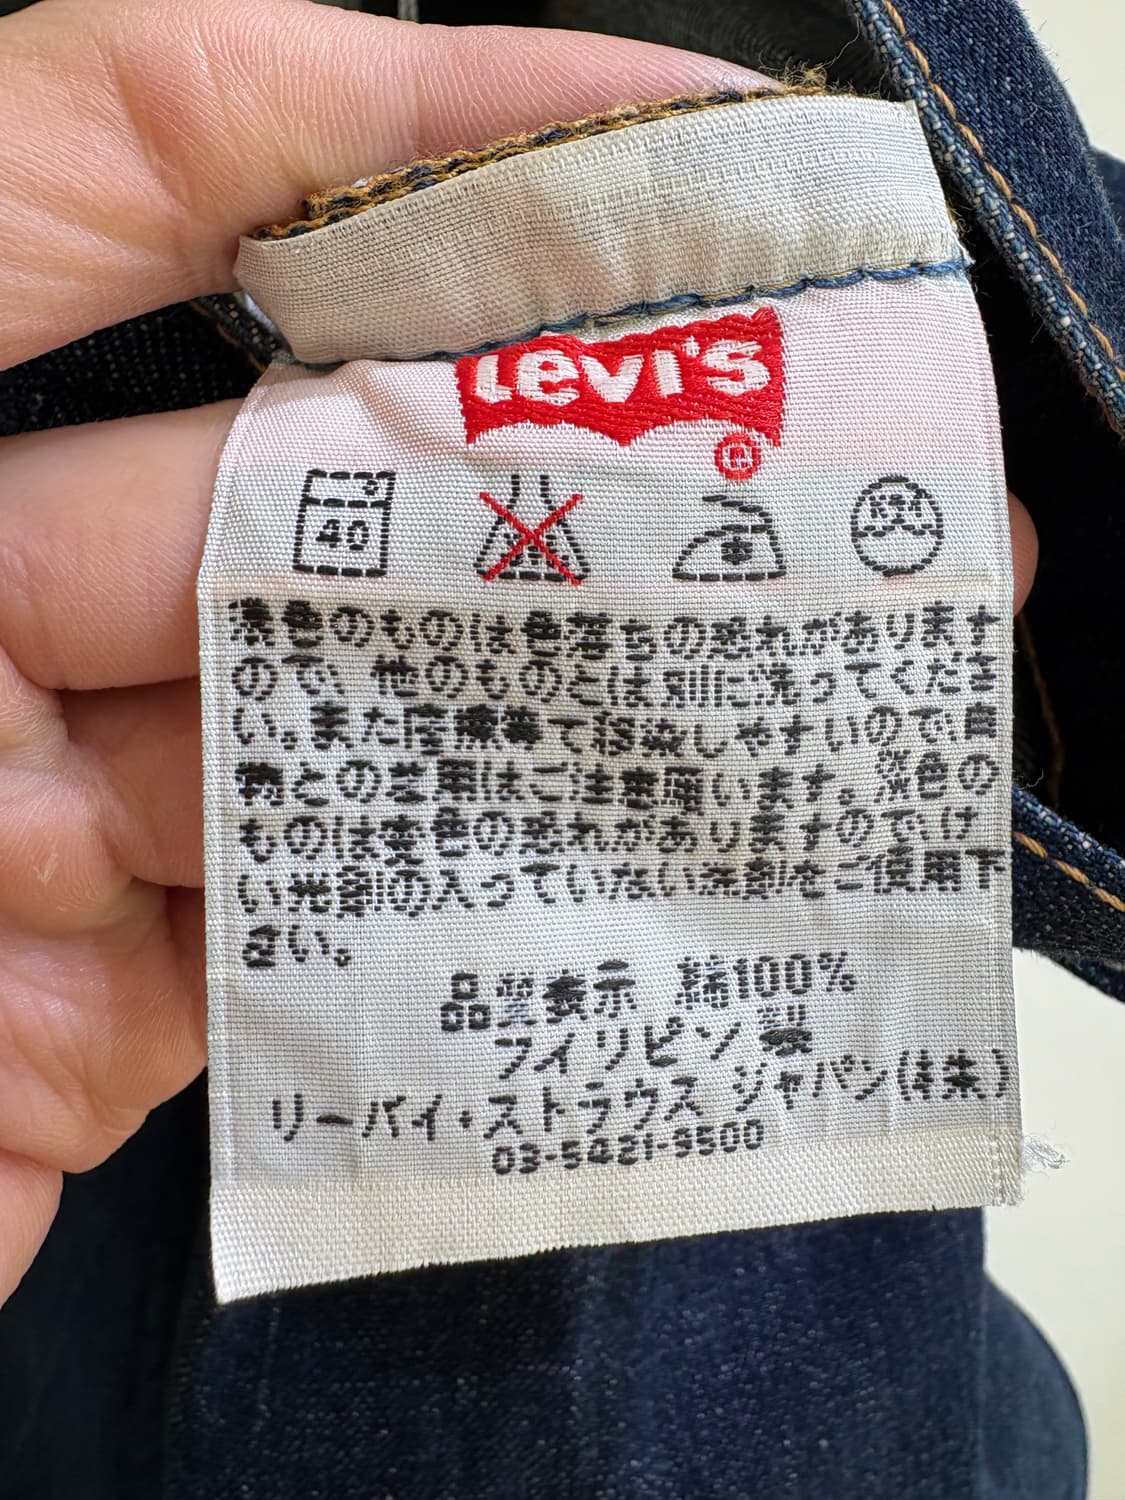 Levi's
®
40
濃色のものは色落ちの恐れがあります
ので、他のものとは別に洗ってくださ
い。また摩擦等で移染しやすいので、白
物との芝用はご注意願います。淡色の
ものは変色の恐れがありますのでけ
い光剤の入っていない洗剤をご使用下
さい。
品質表示 綿100%
フィリピン製
リーバイ・ストラウス ジャパン(株)
03-5421-9500